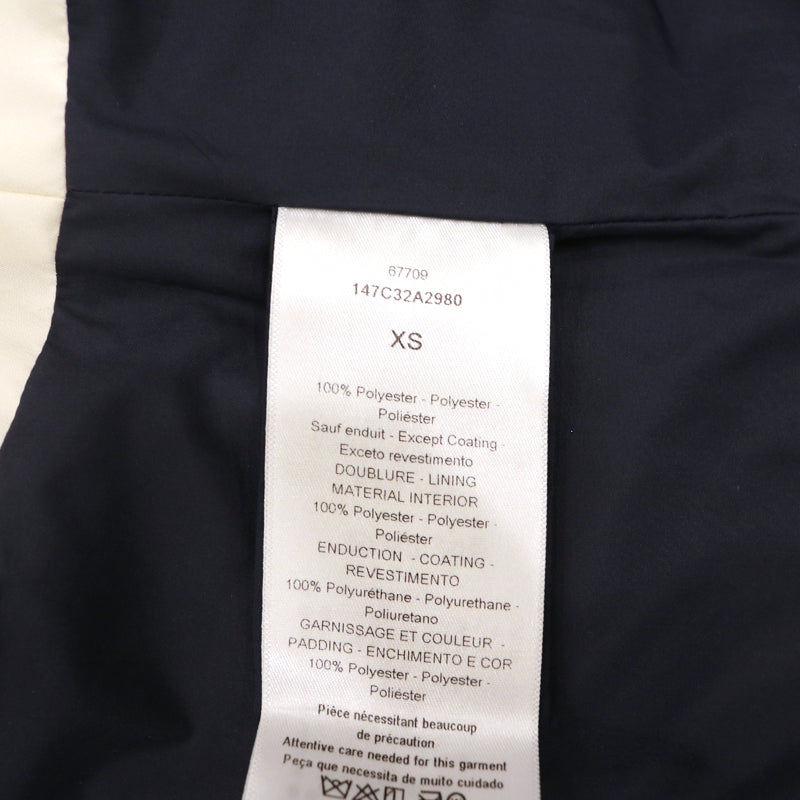 67709
147C32A2980
XS
100% Polyester - Polyester -
Poliéster
Sauf enduit - Except Coating -
Exceto revestimento
DOUBLURE - LINING
MATERIAL INTERIOR
100% Polyester - Polyester -
Poliéster
ENDUCTION - COATING -
REVESTIMENTO
100% Polyuréthane - Polyurethane -
Poliuretano
GARNISSAGE ET COULEUR -
PADDING - ENCHIMENTO E COR
100% Polyester - Polyester -
Poliéster
Pièce nécessitant beaucoup
de précaution
Attentive care needed for this garment
Peça que necessita de muito cuidado